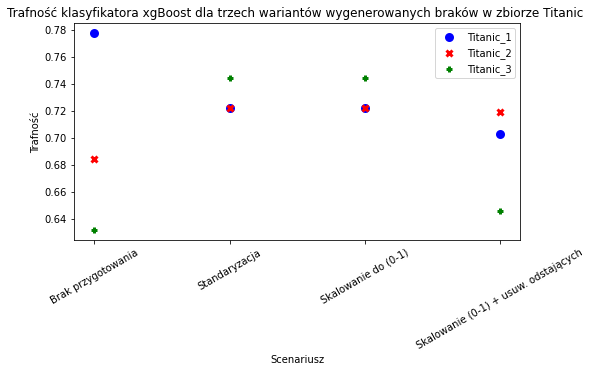 Trafność klasyfikatora xgBoost dla trzech wariantów wygenerowanych braków w zbiorze Titanic
0.78
0.76
0.74
0.72
0.70
0.68
0.66
0.64
Trafność
Titanic_1
Titanic_2
Titanic_3
Brak przygotowania
Standaryzacja
Skalowanie do (0-1)
Skalowanie (0-1) + usuw. odstających
Scenariusz